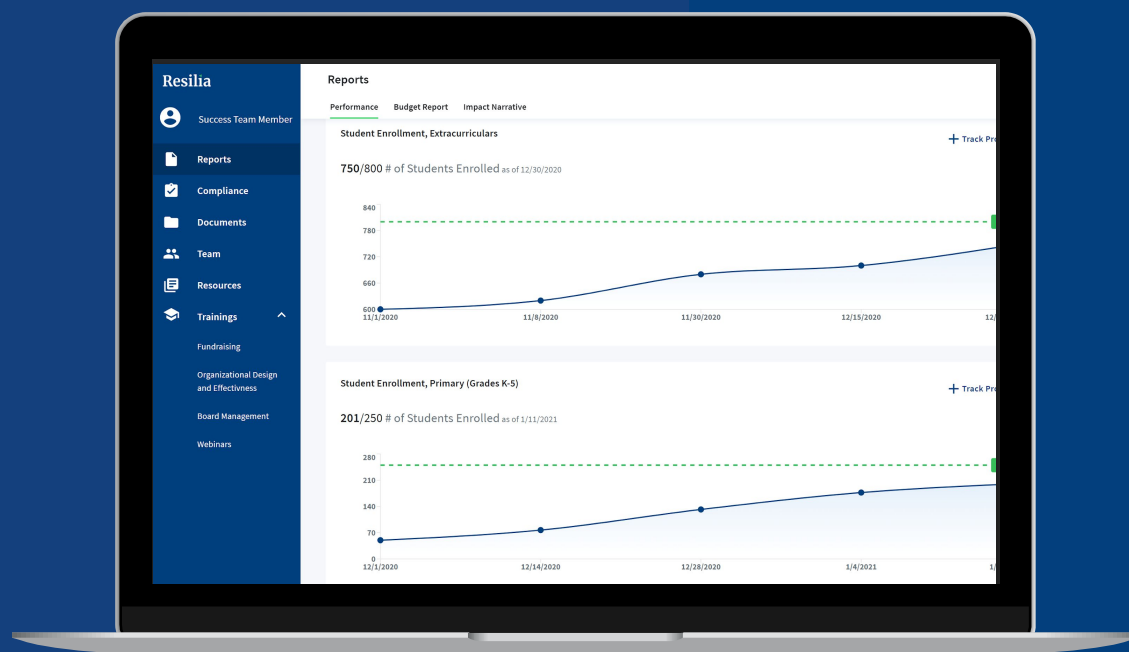 Resilia
Success Team Member
Reports
Compliance
Documents
Team
Resources
Trainings
Fundraising
Organizational Design
and Effectivness
Board Management
Webinars
Reports
Performance Budget Report Impact Narrative
Student Enrollment, Extracurriculars
+ Track
750/800 # of Students Enrolled as of 12/30/2020
840
780
720
660
600
11/1/2020 11/8/2020 11/30/2020 12/15/2020
Student Enrollment, Primary (Grades K-5)
+ Track
201/250 # of Students Enrolled as of 1/11/2021
280
210
140
70
0
12/1/2020 12/14/2020 12/28/2020 1/4/2021